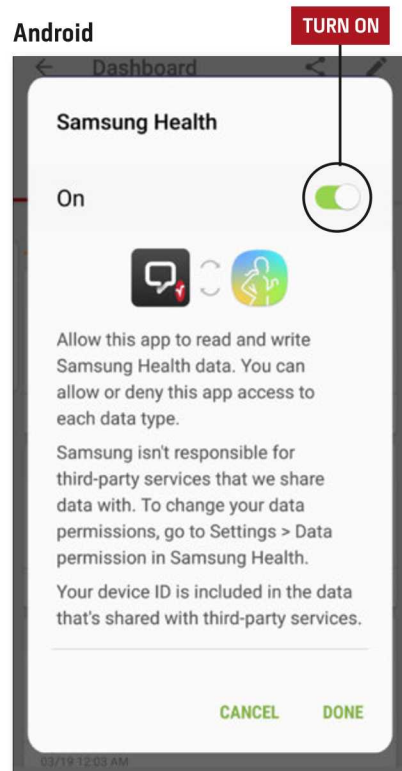 Android
TURN ON
Dashboard
Samsung Health
On
Allow this app to read and write
Samsung Health data. You can
allow or deny this app access to
each data type.
Samsung isn't responsible for
third-party services that we share
data with. To change your data
permissions, go to Settings > Data
permission in Samsung Health.
Your device ID is included in the data
that's shared with third-party services.
CANCEL DONE
03/19 12:03 AM